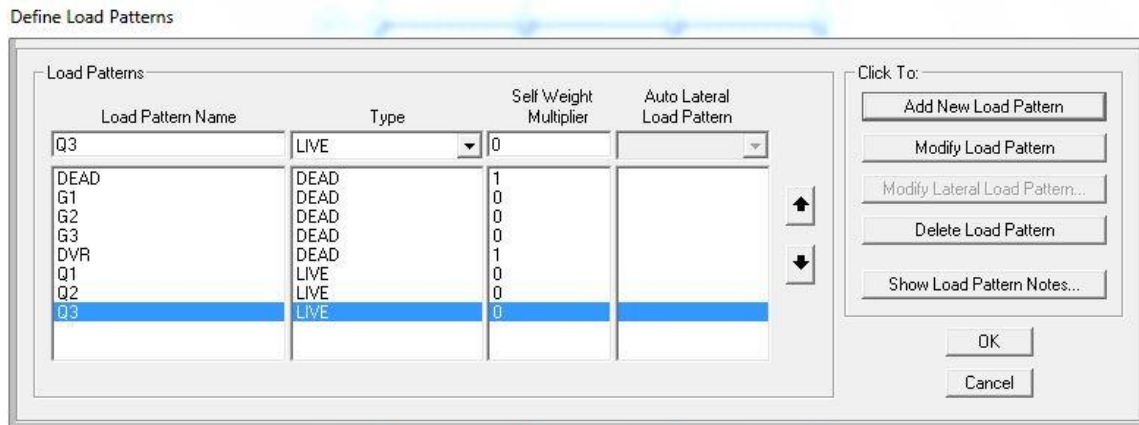 Define Load Patterns
Load Patterns
Load Pattern Name Type Self Weight Multiplier Auto Lateral Load Pattern
Q3 LIVE 0
DEAD DEAD 1
G1 DEAD 0
G2 DEAD 0
G3 DEAD 0
DVR DEAD 1
Q1 LIVE 0
Q2 LIVE 0
Q3 LIVE 0
Click To:
Add New Load Pattern
Modify Load Pattern
Modify Lateral Load Pattern...
Delete Load Pattern
Show Load Pattern Notes...
OK
Cancel